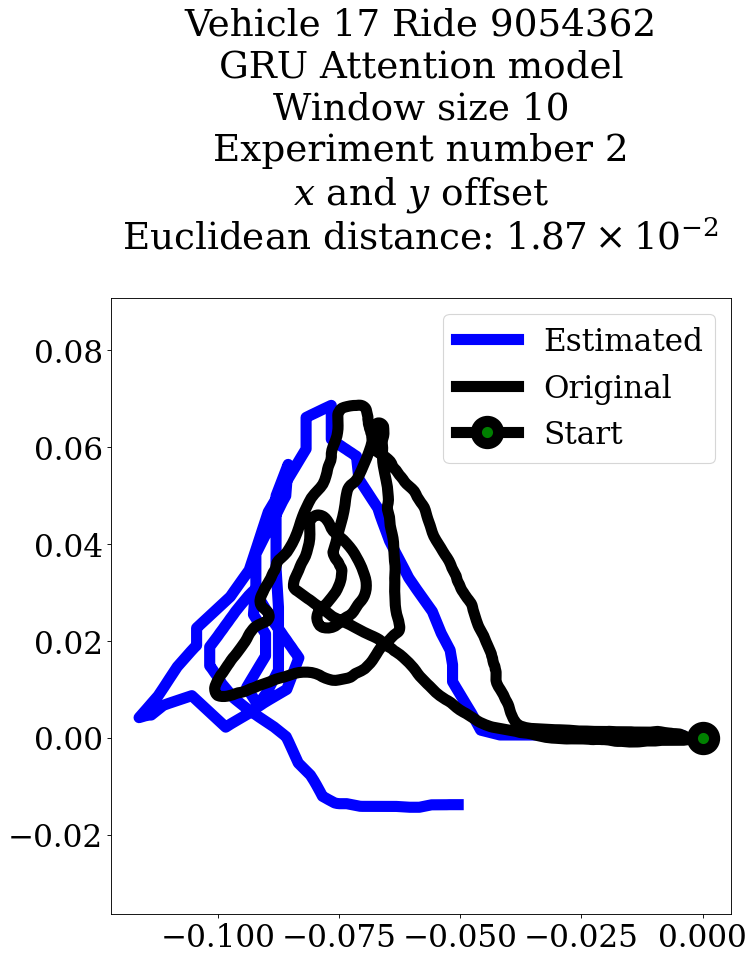 Vehicle 17 Ride 9054362
GRU Attention model
Window size 10
Experiment number 2
x and y offset
Euclidean distance: 1.87 × 10⁻²
Estimated
Original
Start
0.08
0.06
0.04
0.02
0.00
−0.02
−0.100 −0.075 −0.050 −0.025 0.000